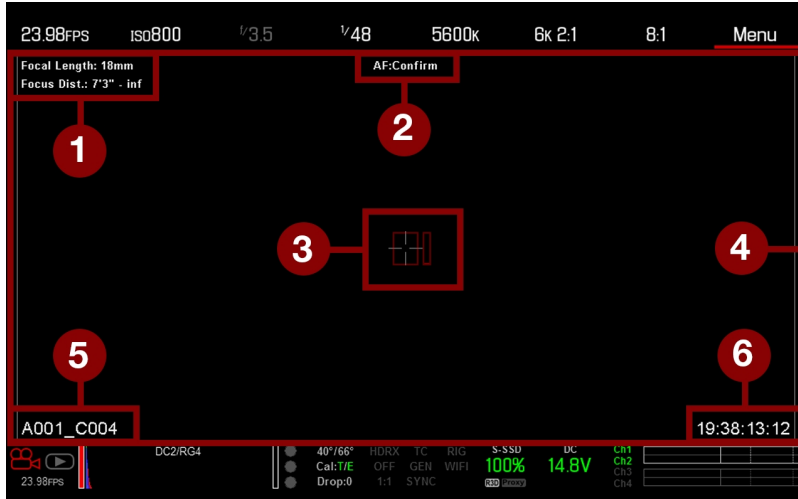 23.98FPS ISO800 f/3.5 1/48 5600K 6K 2:1 8:1 Menu
Focal Length: 18mm
Focus Dist.: 7'3" - inf
AF:Confirm
1
2
3
4
5
6
A001_C004
19:38:13:12
DC2/RG4
40°/66° HDRX TC RIG S-SSD DC Ch1
Cal:T/E OFF GEN WIFI 100% 14.8V Ch2
Ch3
23.98FPS Drop:0 1:1 SYNC R3D Proxy Ch4